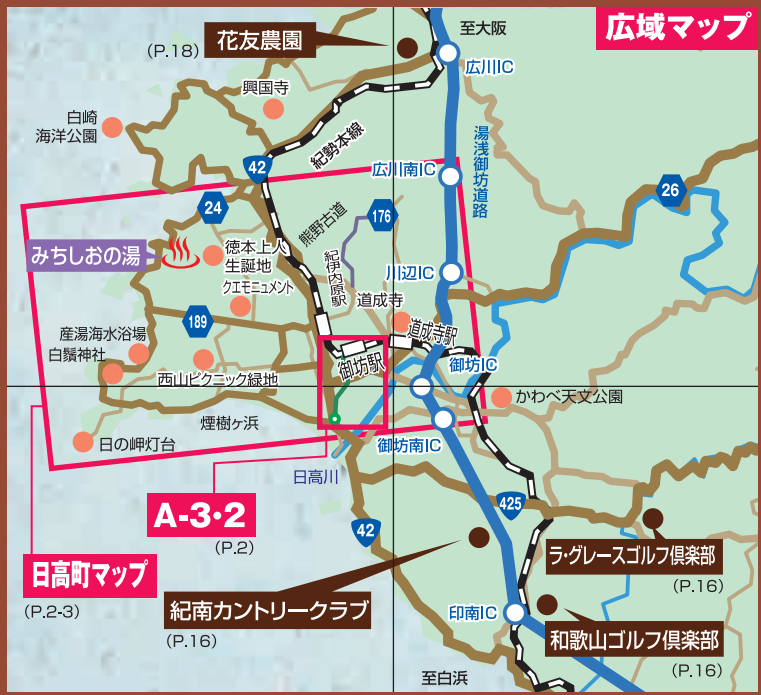 広域マップ
至大阪
花友農園
(P.18)
広川IC
興国寺
白崎
海洋公園
紀勢本線
湯浅御坊道路
42
広川南IC
26
24
176
熊野古道
みちしおの湯
徳本上人
生誕地
紀伊内原駅
川辺IC
クエモニュメント
道成寺
189
道成寺駅
産湯海水浴場
白鬚神社
御坊駅
御坊IC
西山ピクニック緑地
かわべ天文公園
煙樹ヶ浜
日の岬灯台
御坊南IC
日高川
A-3・2
(P.2)
425
42
日高町マップ
(P.2-3)
ラ・グレースゴルフ倶楽部
(P.16)
紀南カントリークラブ
(P.16)
印南IC
和歌山ゴルフ倶楽部
(P.16)
至白浜